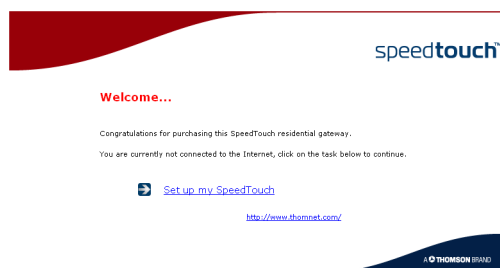 speedtouch™
Welcome...
Congratulations for purchasing this SpeedTouch residential gateway.
You are currently not connected to the Internet, click on the task below to continue.
Set up my SpeedTouch
http://www.thomnet.com/
A THOMSON BRAND